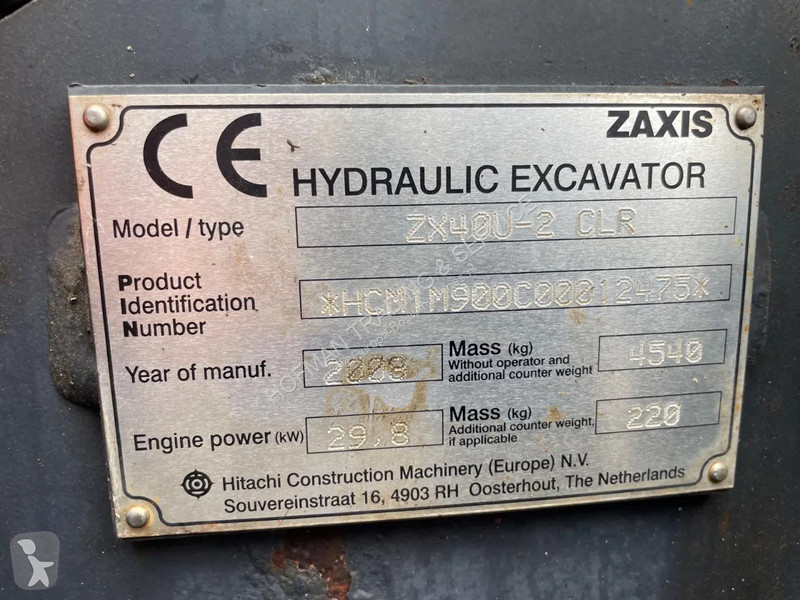 CE
ZAXIS
HYDRAULIC EXCAVATOR
Model / type ZX40U-2 CLR
Product
Identification *HCM1M900C00012475*
Number
Year of manuf. 2008 Mass (kg) 4540
Without operator and
additional counter weight
Engine power (kW) 29,8 Mass (kg) 220
Additional counter weight,
if applicable
Hitachi Construction Machinery (Europe) N.V.
Souvereinstraat 16, 4903 RH Oosterhout, The Netherlands